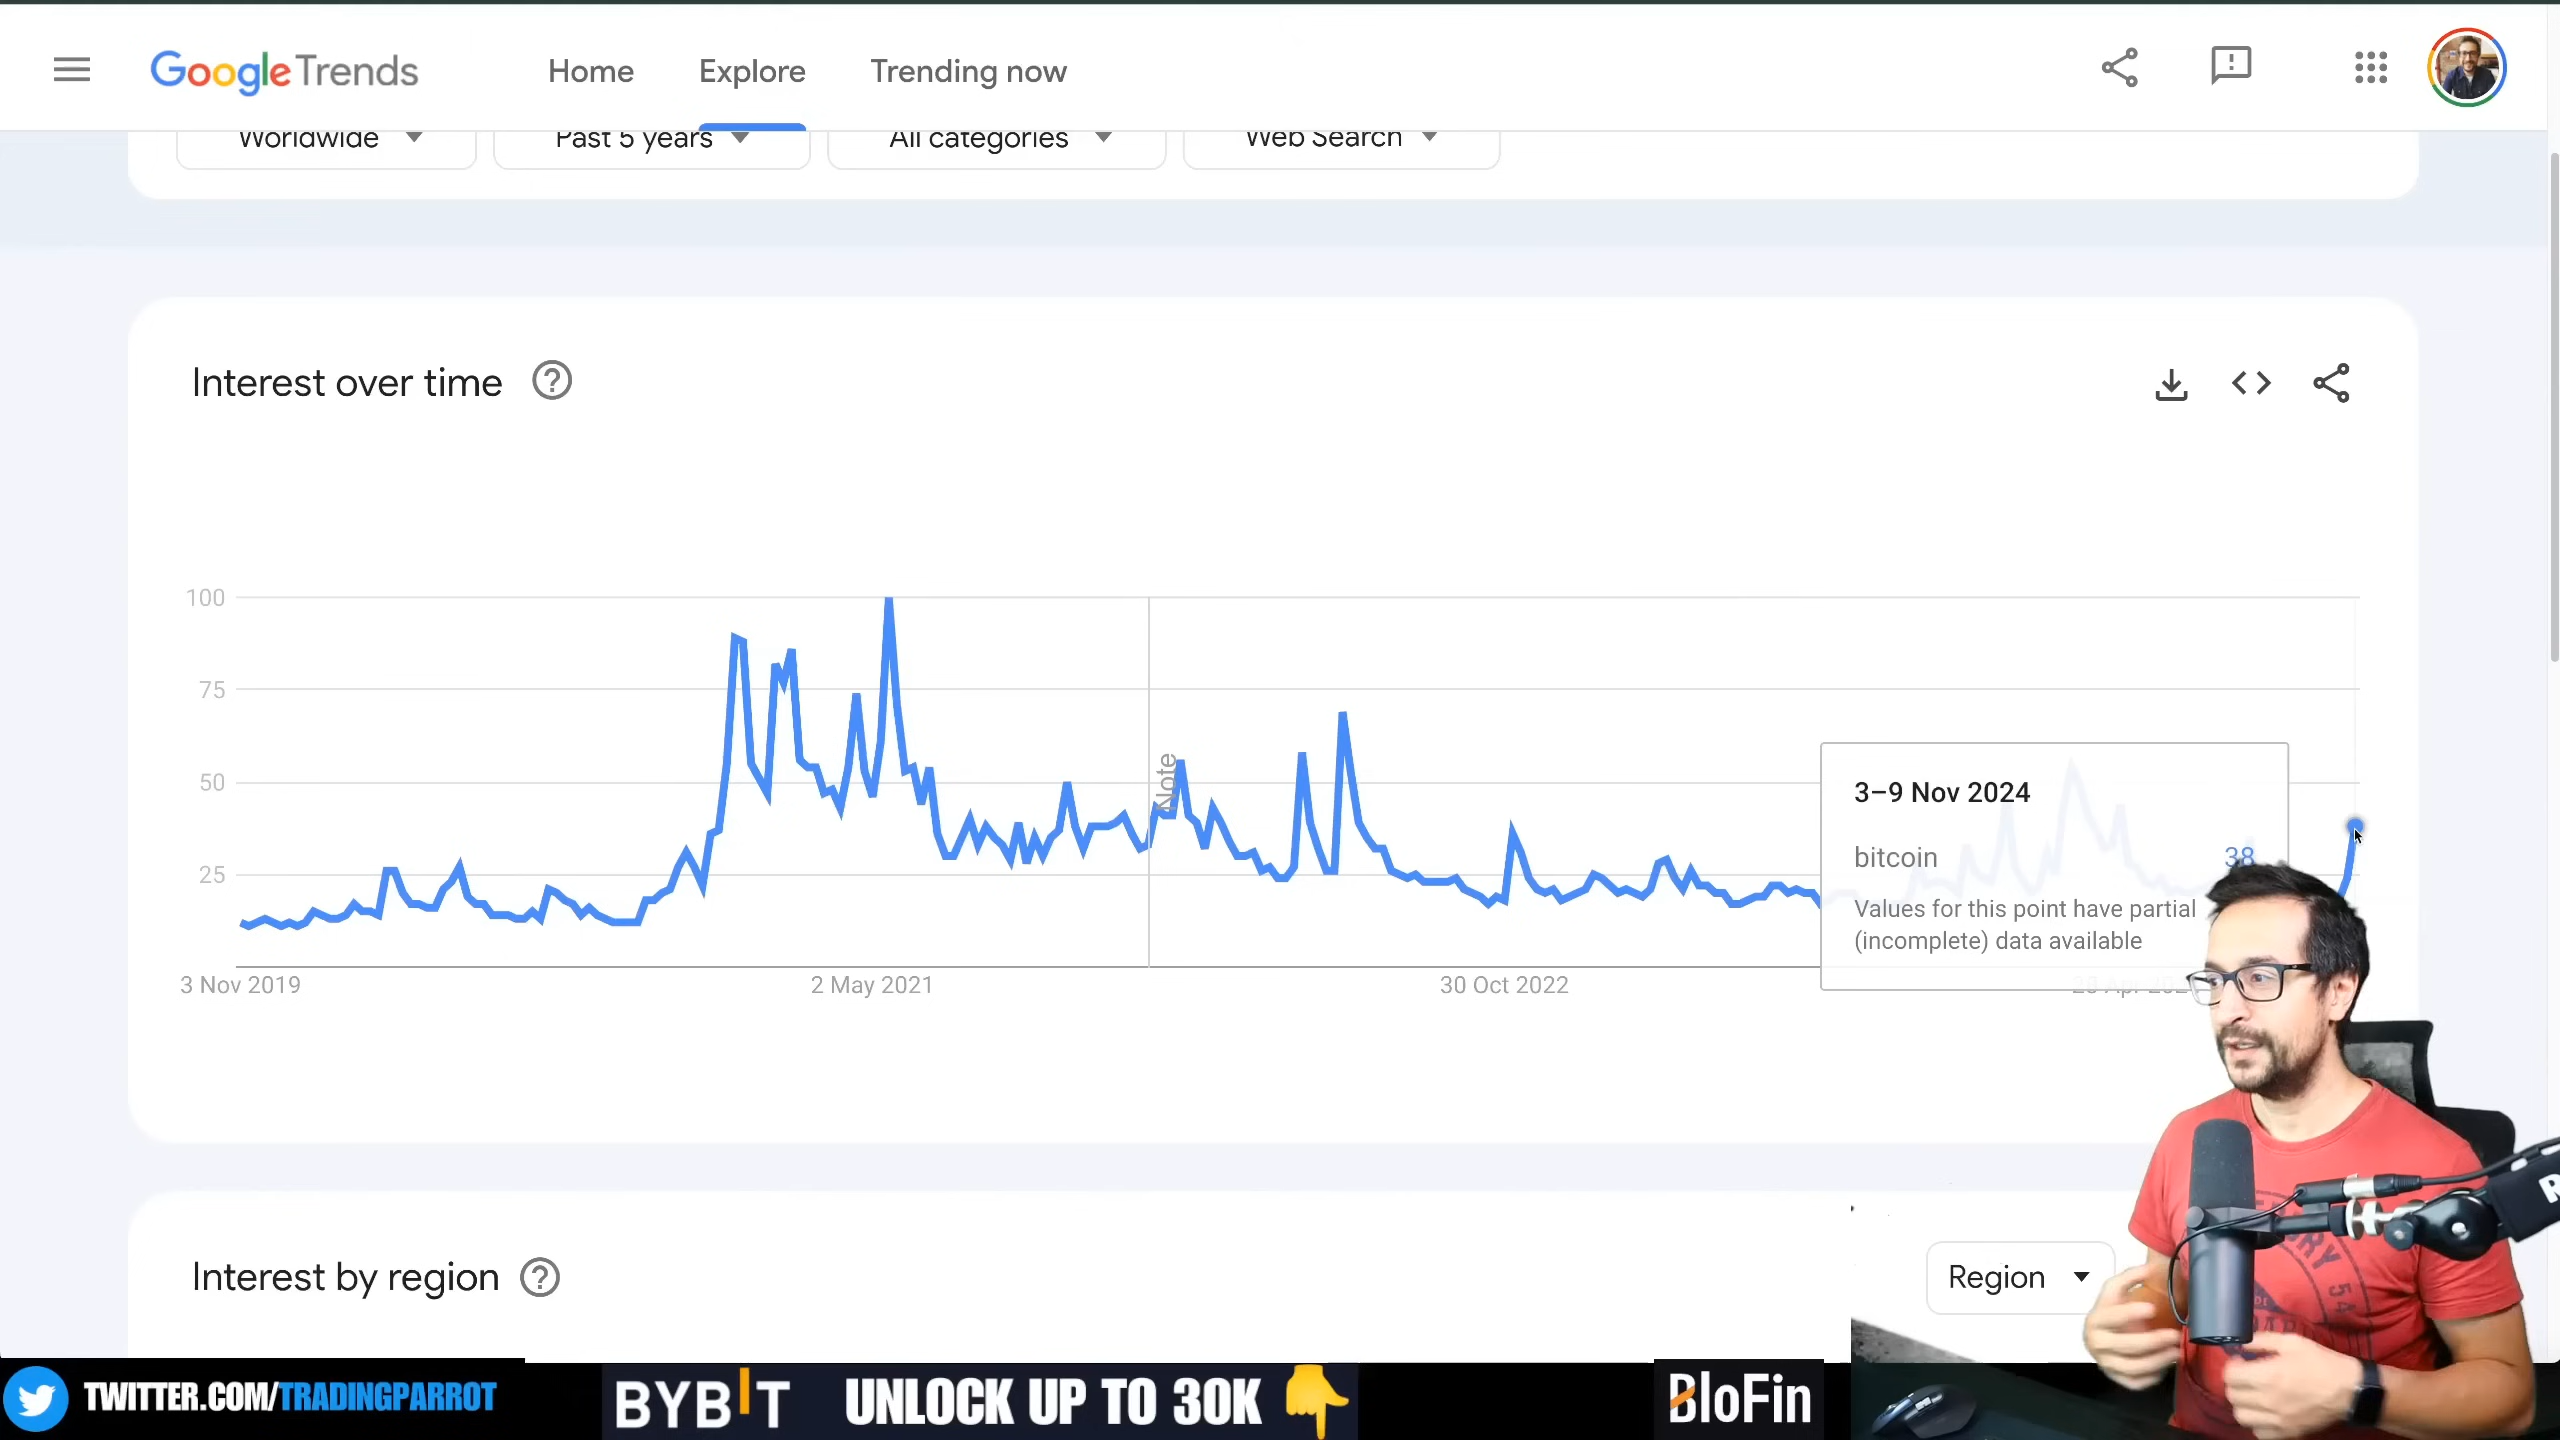 Google Trends
Home
Explore
Trending now
Worldwide
Past 5 years
All categories
Web Search
Interest over time
100
75
50
25
Note
3 Nov 2019
2 May 2021
30 Oct 2022
3–9 Nov 2024
bitcoin
38
Values for this point have partial
(incomplete) data available
Interest by region
Region
TWITTER.COM/TRADINGPARROT
BYBIT
UNLOCK UP TO 30K
BloFin